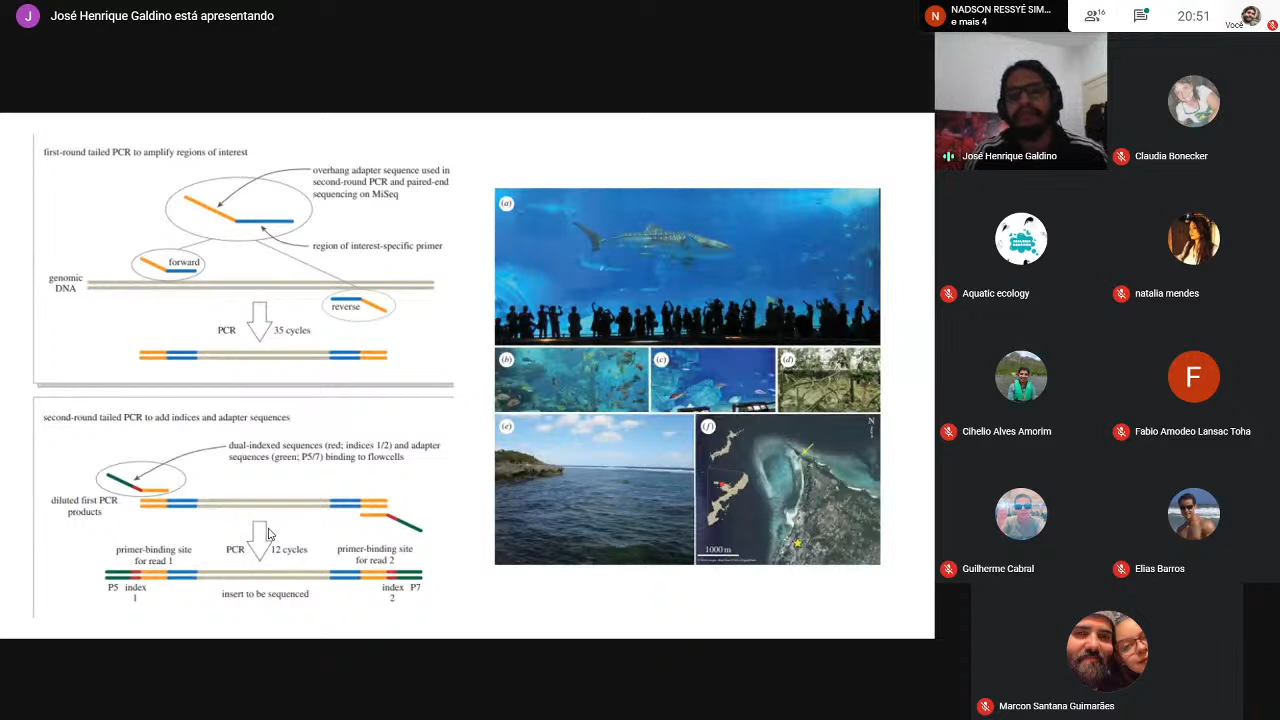 José Henrique Galdino está apresentando
NADSON RESSYÉ SIM...
e mais 4
16
20:51
Você
N
first-round tailed PCR to amplify regions of interest
overhang adapter sequence used in
second-round PCR and paired-end
sequencing on MiSeq
region of interest-specific primer
forward
genomic
DNA
reverse
PCR 35 cycles
second-round tailed PCR to add indices and adapter sequences
dual-indexed sequences (red; indices 1/2) and adapter
sequences (green; P5/7) binding to flowcells
diluted first PCR
products
primer-binding site
for read 1
PCR 12 cycles
primer-binding site
for read 2
P5 index
1
insert to be sequenced
index P7
2
(a)
(b)
(c)
(d)
(e)
(f)
N
1000 m
José Henrique Galdino
Claudia Bonecker
Aquatic ecology
natalia mendes
Cihelio Alves Amorim
F
Fabio Amodeo Lansac Toha
Guilherme Cabral
Elias Barros
Marcon Santana Guimarães
J